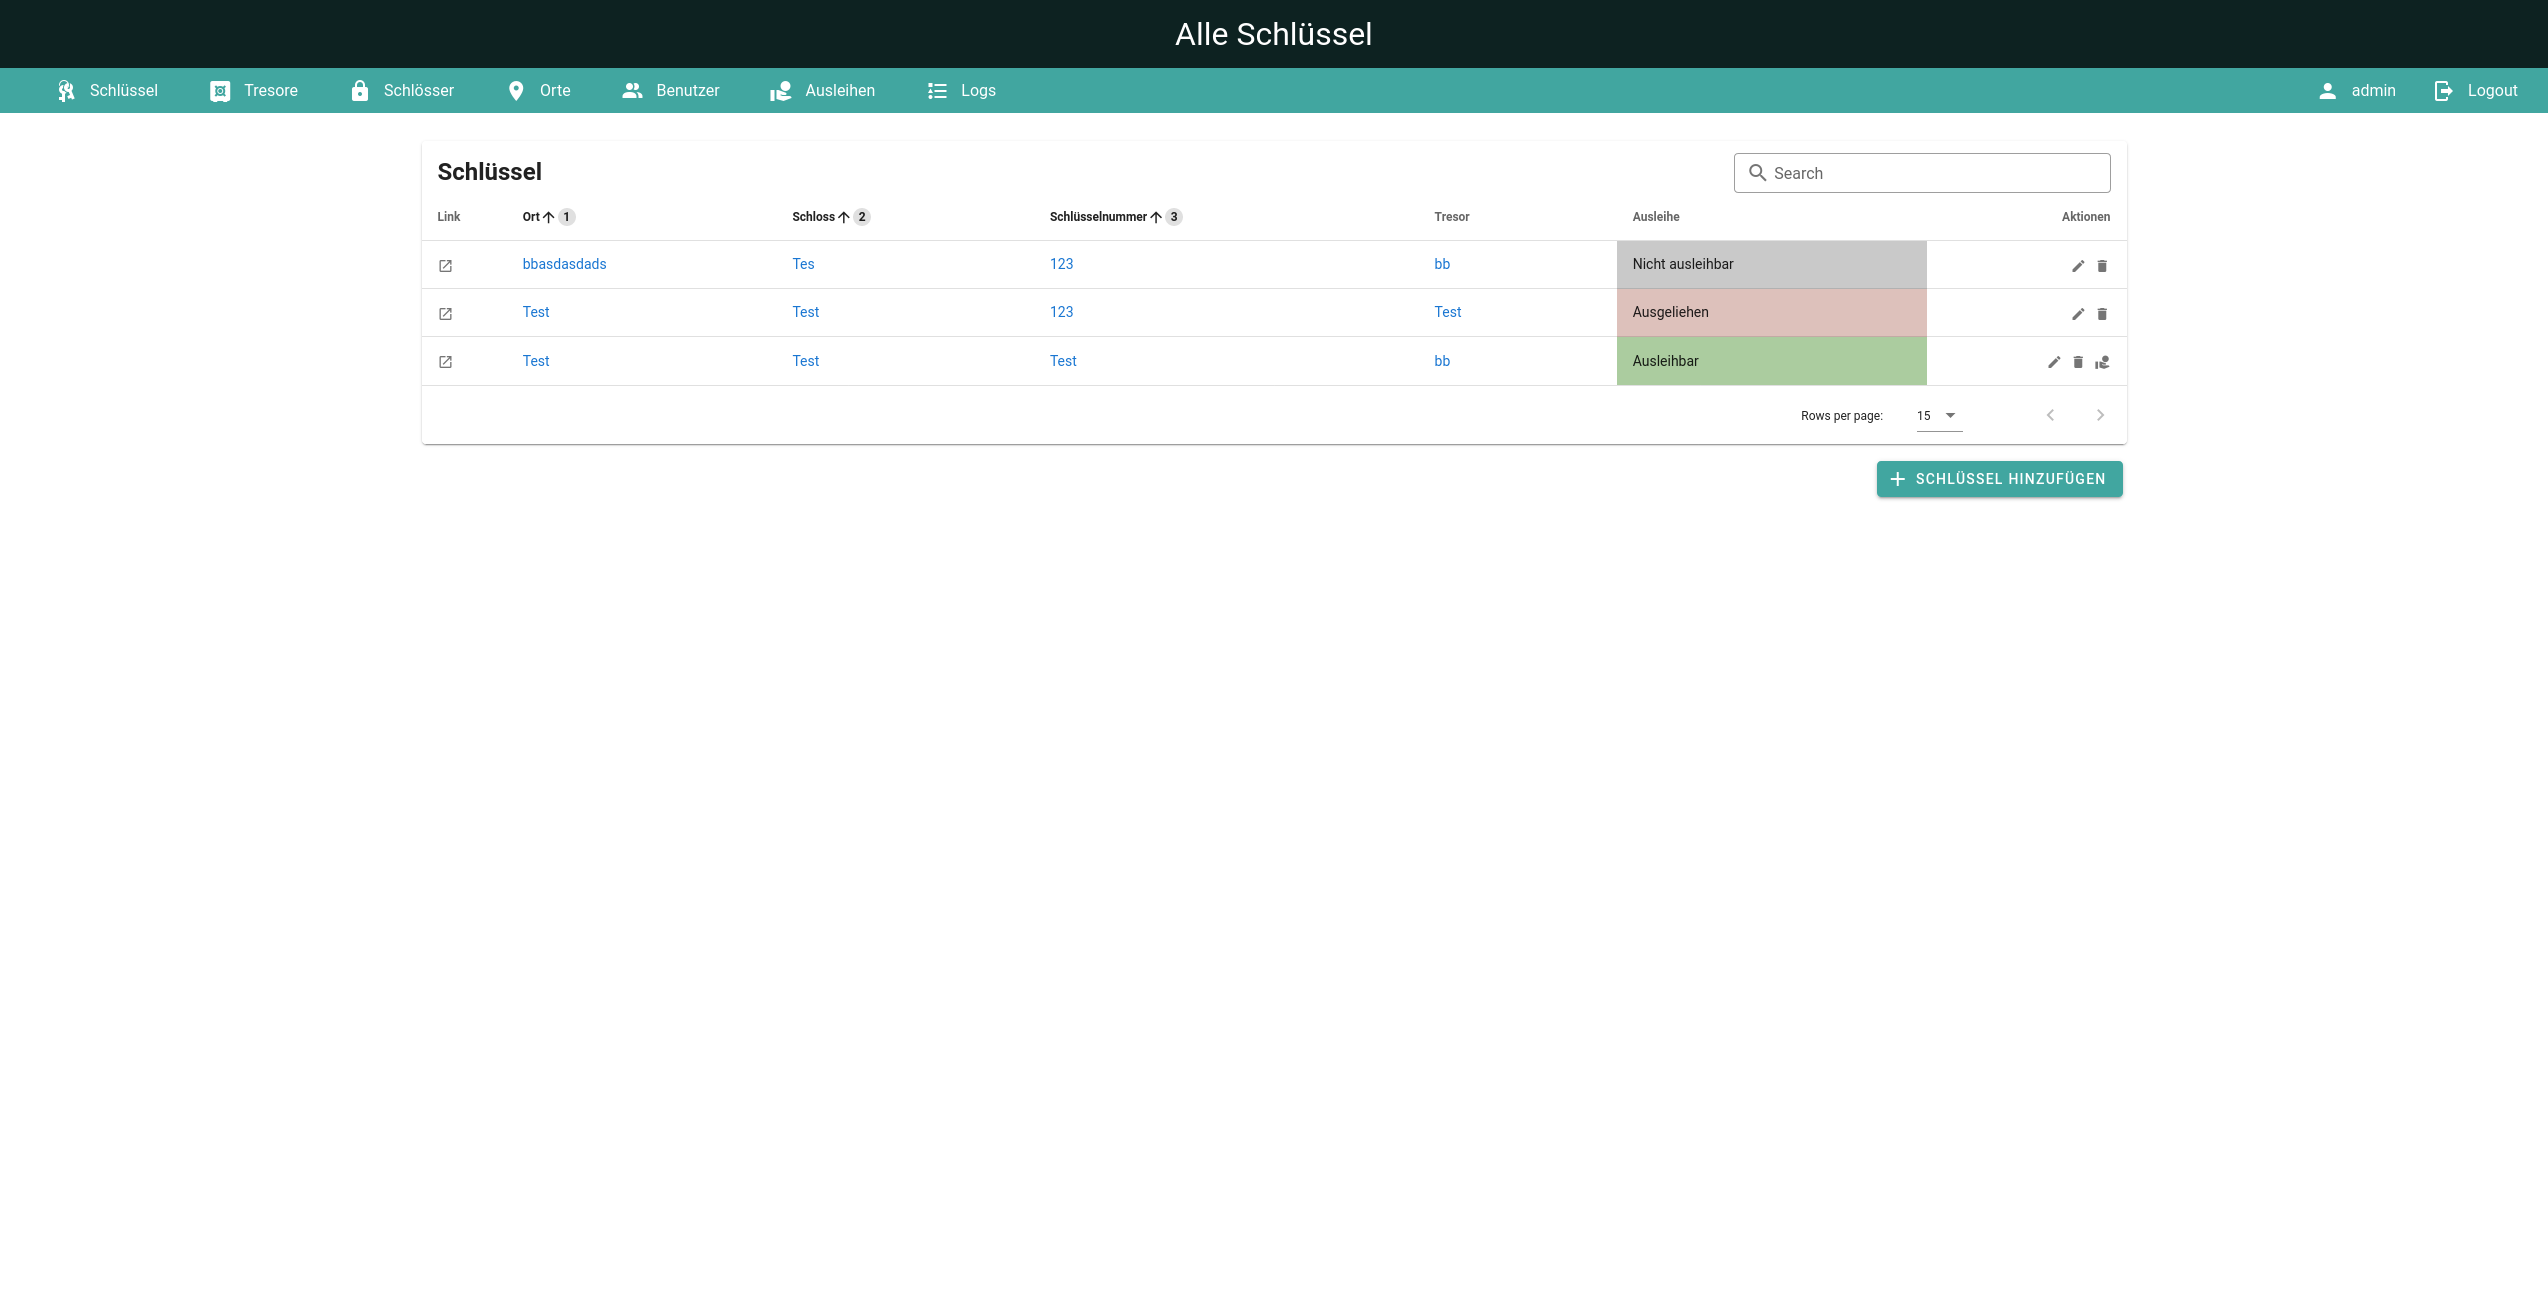 Alle Schlüssel
Schlüssel Tresore Schlösser Orte Benutzer Ausleihen Logs admin Logout
Schlüssel Search
Link Ort 1 Schloss 2 Schlüsselnummer 3 Tresor Ausleihe Aktionen
bbasdasdads Tes 123 bb Nicht ausleihbar
Test Test 123 Test Ausgeliehen
Test Test Test bb Ausleihbar
Rows per page: 15
SCHLÜSSEL HINZUFÜGEN